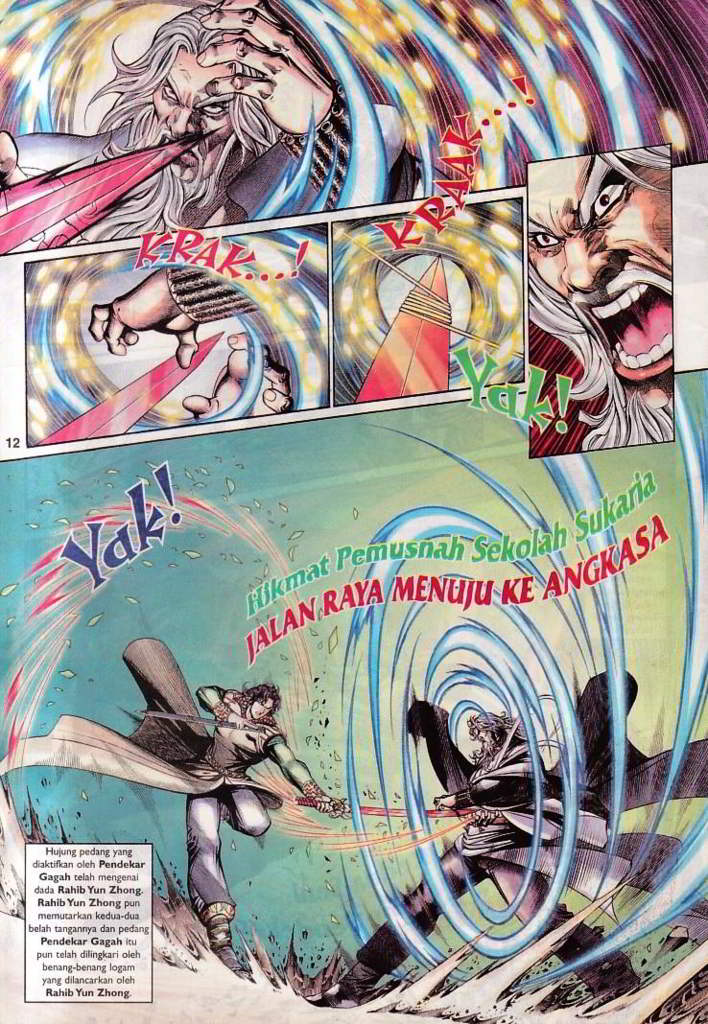 KRAAK...!
KRAK...!
Yak!
12
Yak!
Hikmat Pemusnah Sekolah Sukaria
JALAN RAYA MENUJU KE ANGKASA
Hujung pedang yang
diaktifkan oleh Pendekar
Gagah telah mengenai
dada Rahib Yun Zhong.
Rahib Yun Zhong pun
memutarkan kedua-dua
belah tangannya dan pedang
Pendekar Gagah itu
pun telah dilingkari oleh
benang-benang logam
yang dilancarkan oleh
Rahib Yun Zhong.